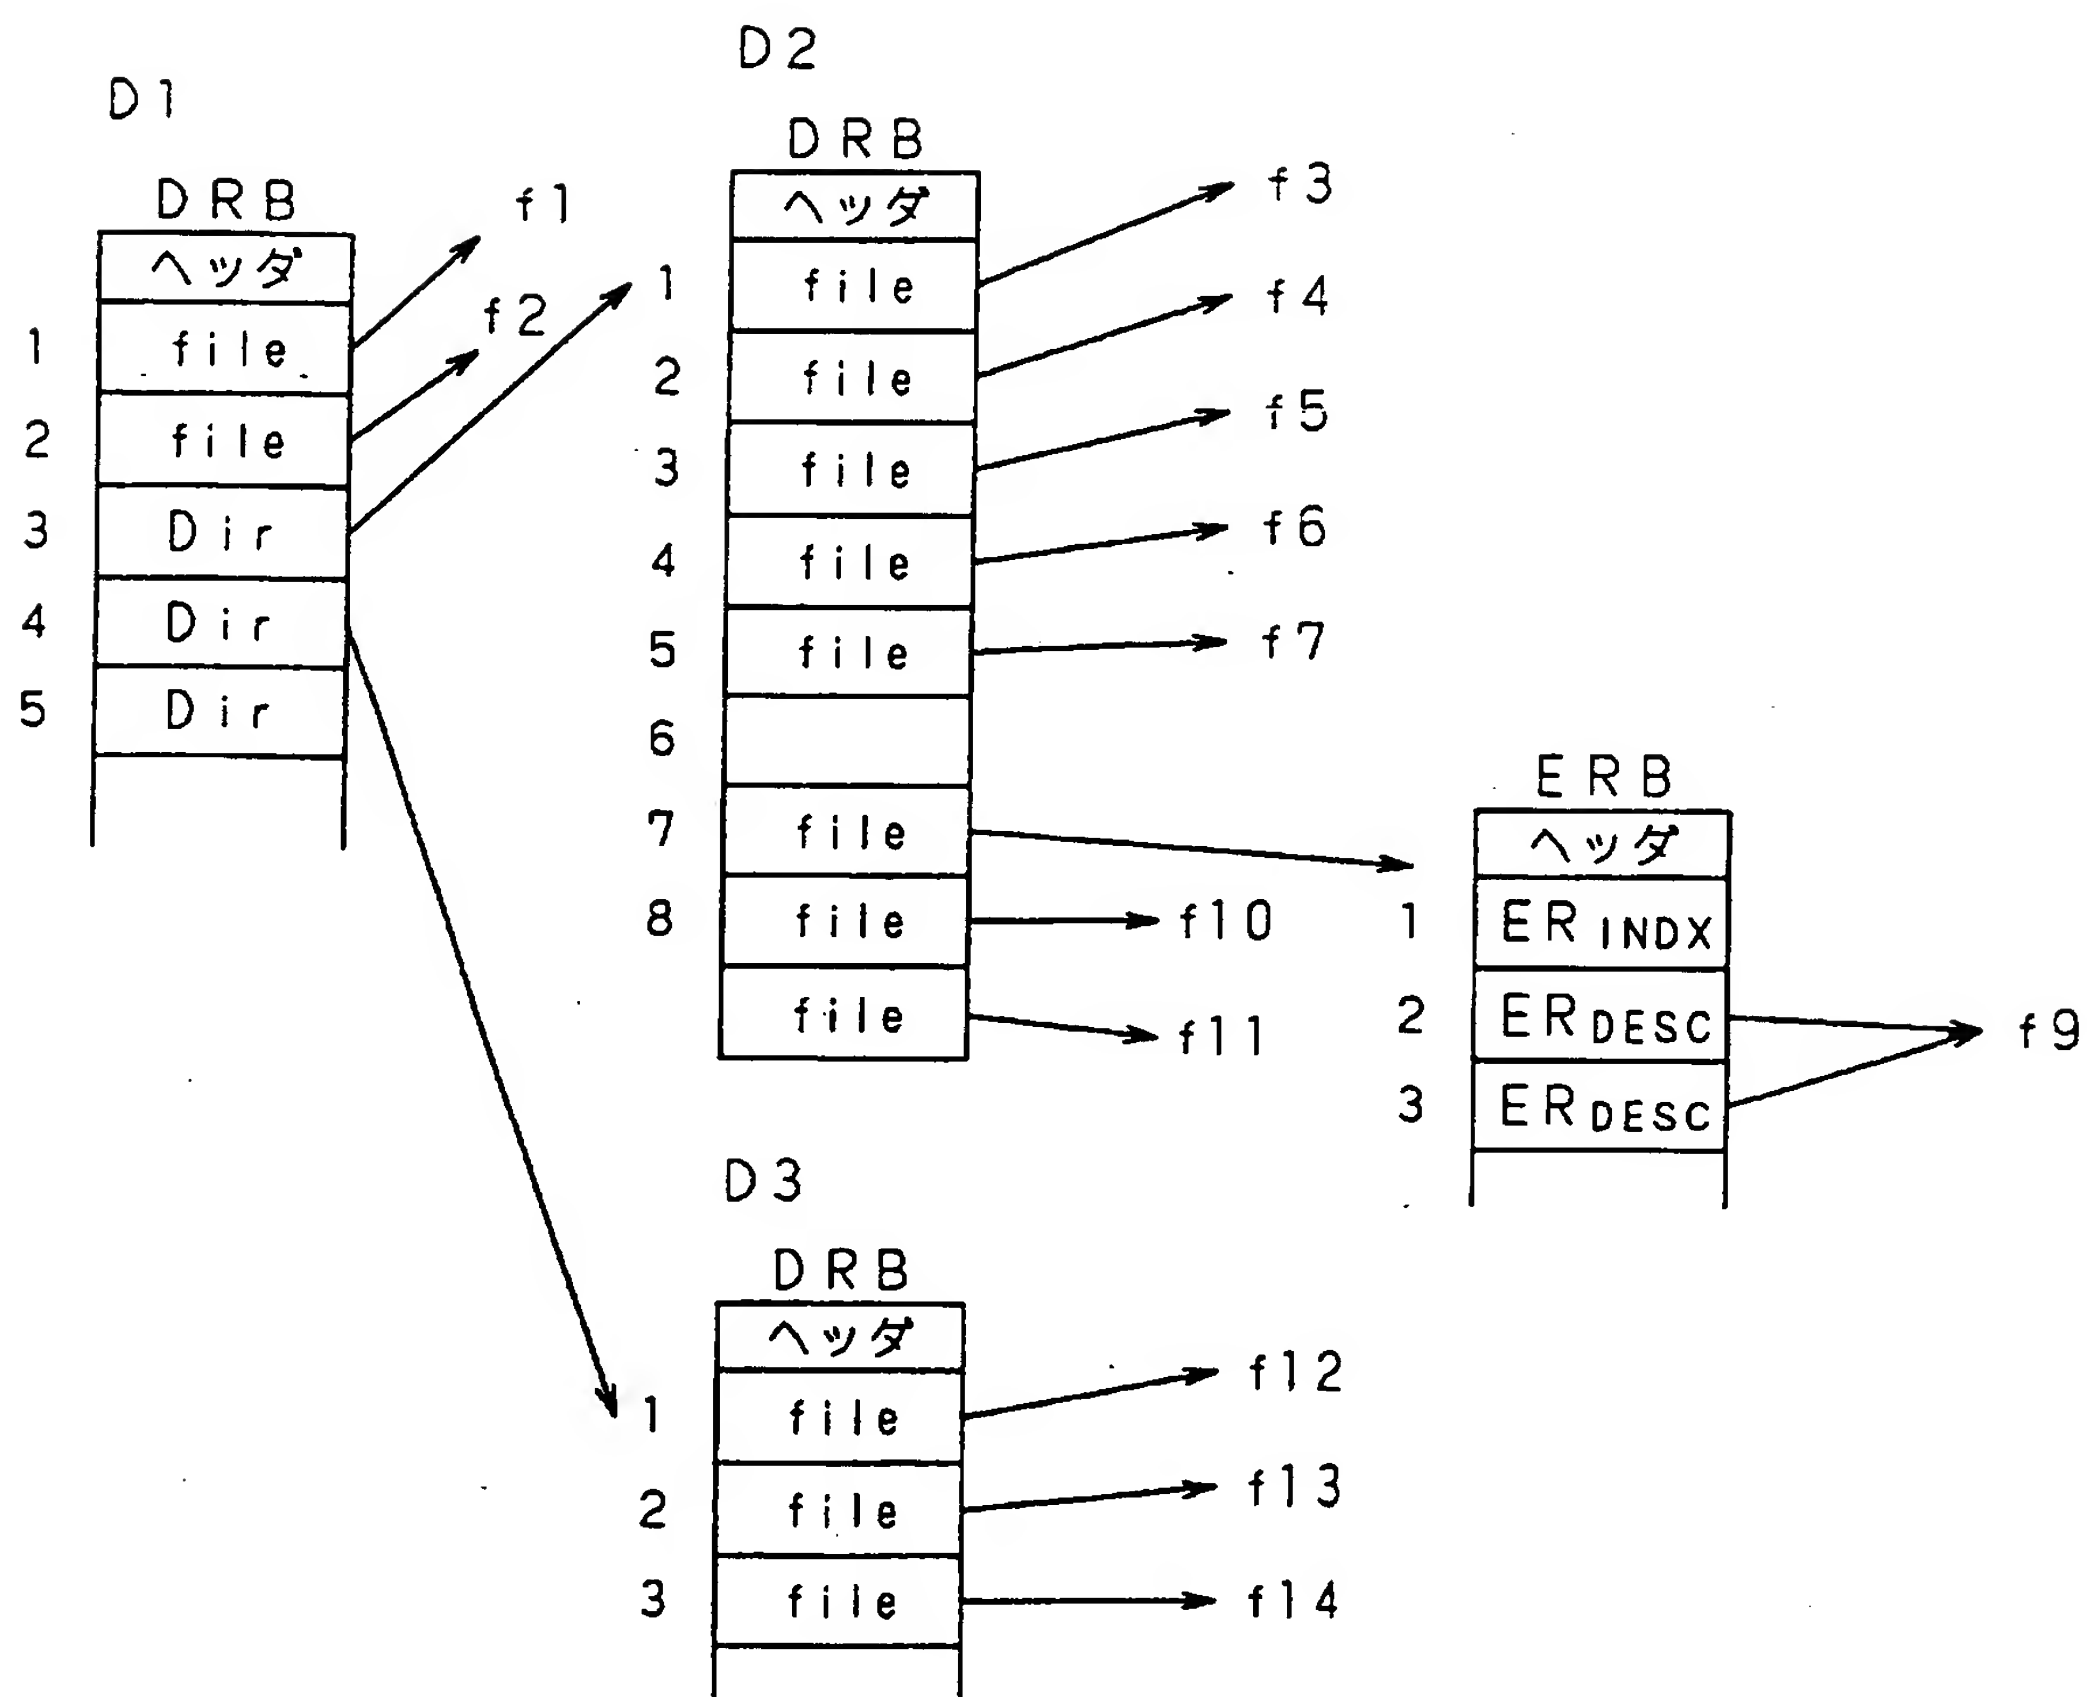 D1
DRB
ヘッダ
1 file
2 file
3 Dir
4 Dir
5 Dir
f1
f2
D2
DRB
ヘッダ
1 file f3
2 file f4
3 file f5
4 file f6
5 file f7
6
7 file
8 file f10
file f11
ERB
ヘッダ
1 ER INDX
2 ER DESC
3 ER DESC
f9
D3
DRB
ヘッダ
1 file f12
2 file f13
3 file f14